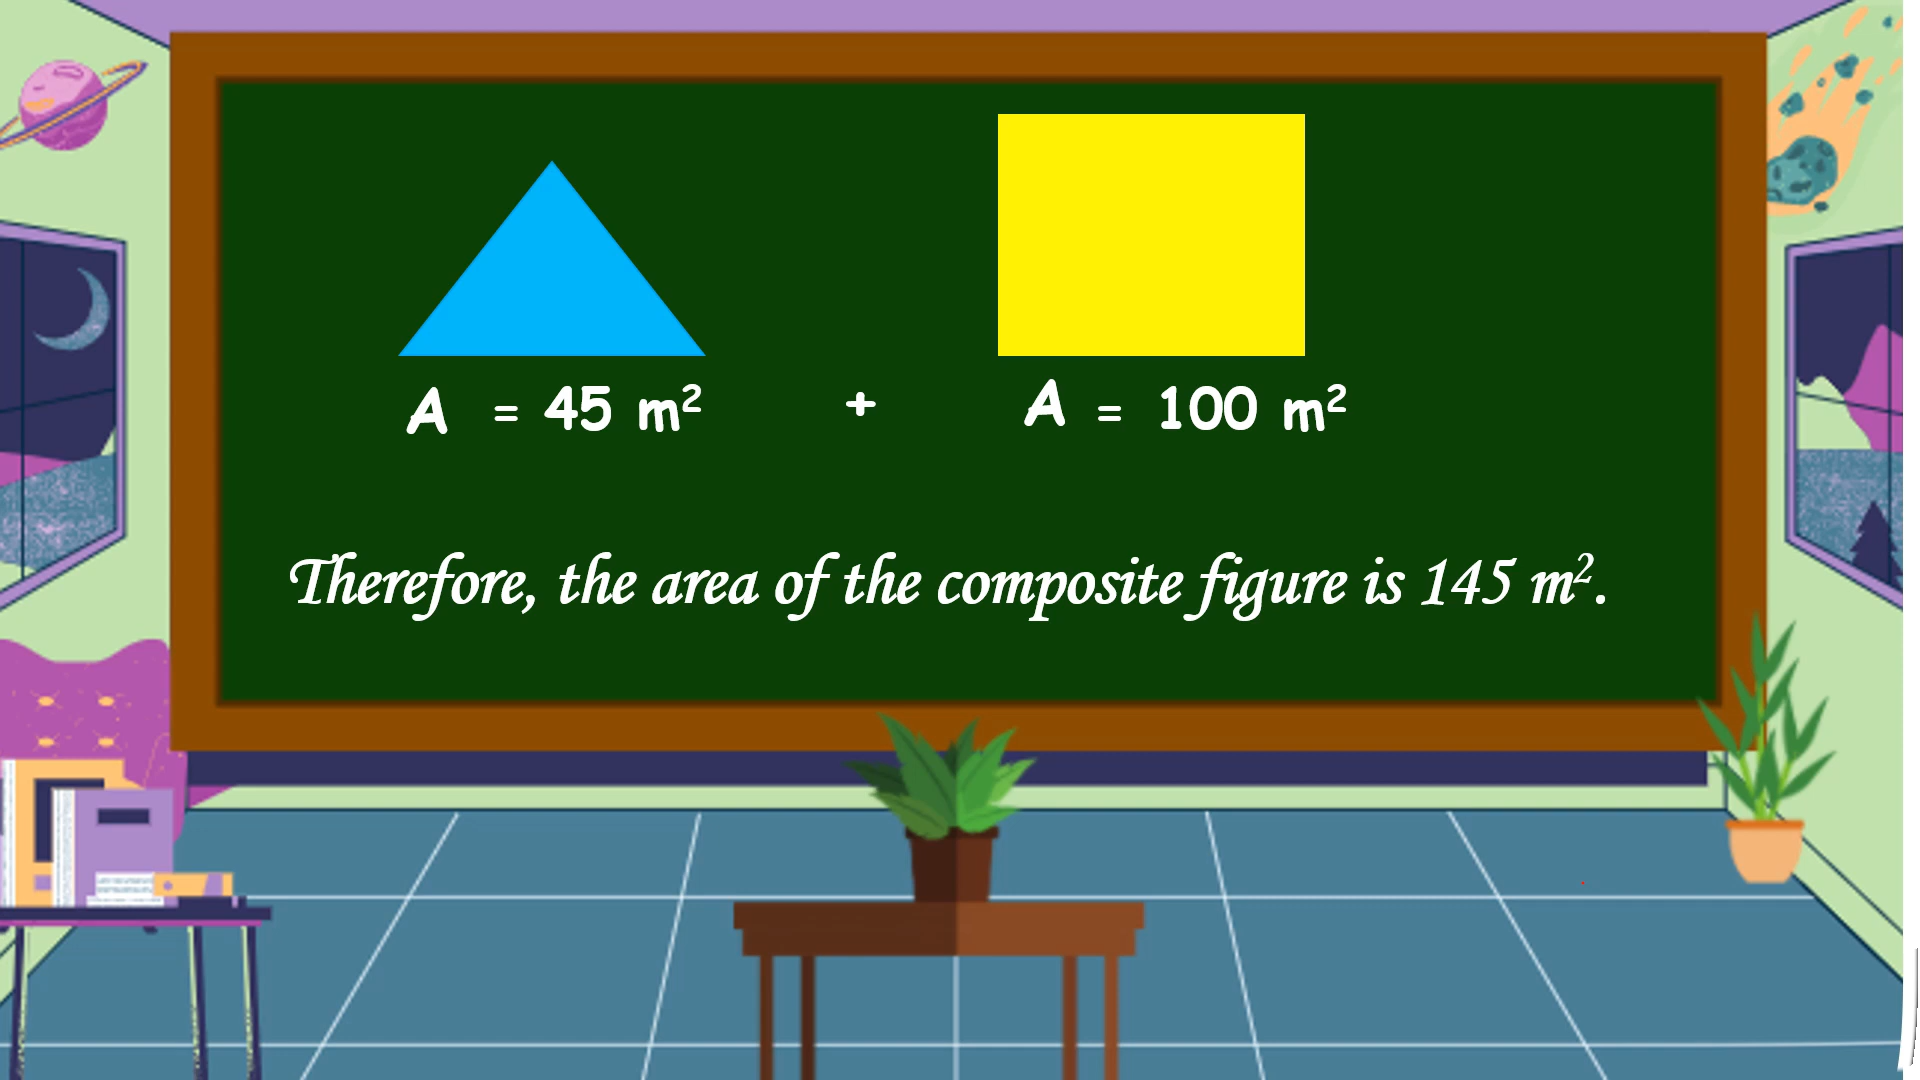 A = 45 m² + A = 100 m²
Therefore, the area of the composite figure is 145 m².